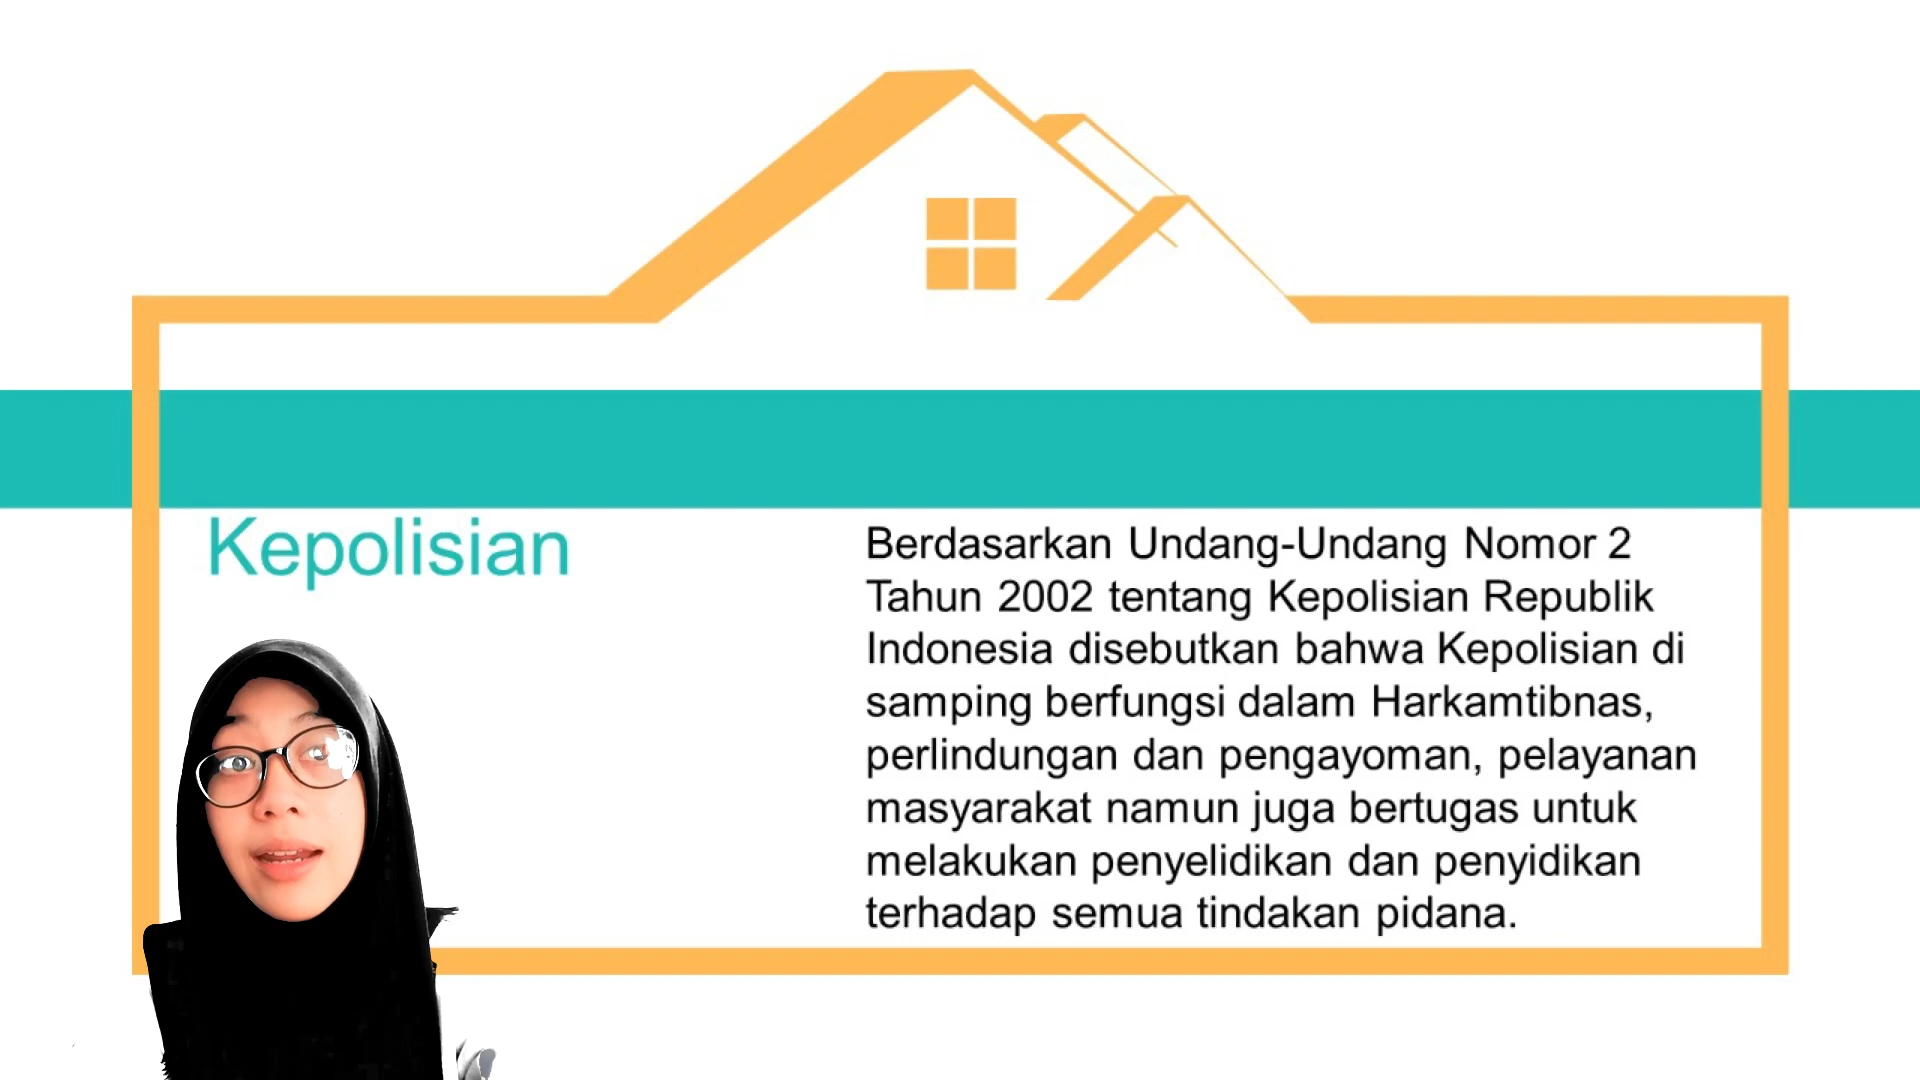 Kepolisian
Berdasarkan Undang-Undang Nomor 2
Tahun 2002 tentang Kepolisian Republik
Indonesia disebutkan bahwa Kepolisian di
samping berfungsi dalam Harkamtibnas,
perlindungan dan pengayoman, pelayanan
masyarakat namun juga bertugas untuk
melakukan penyelidikan dan penyidikan
terhadap semua tindakan pidana.